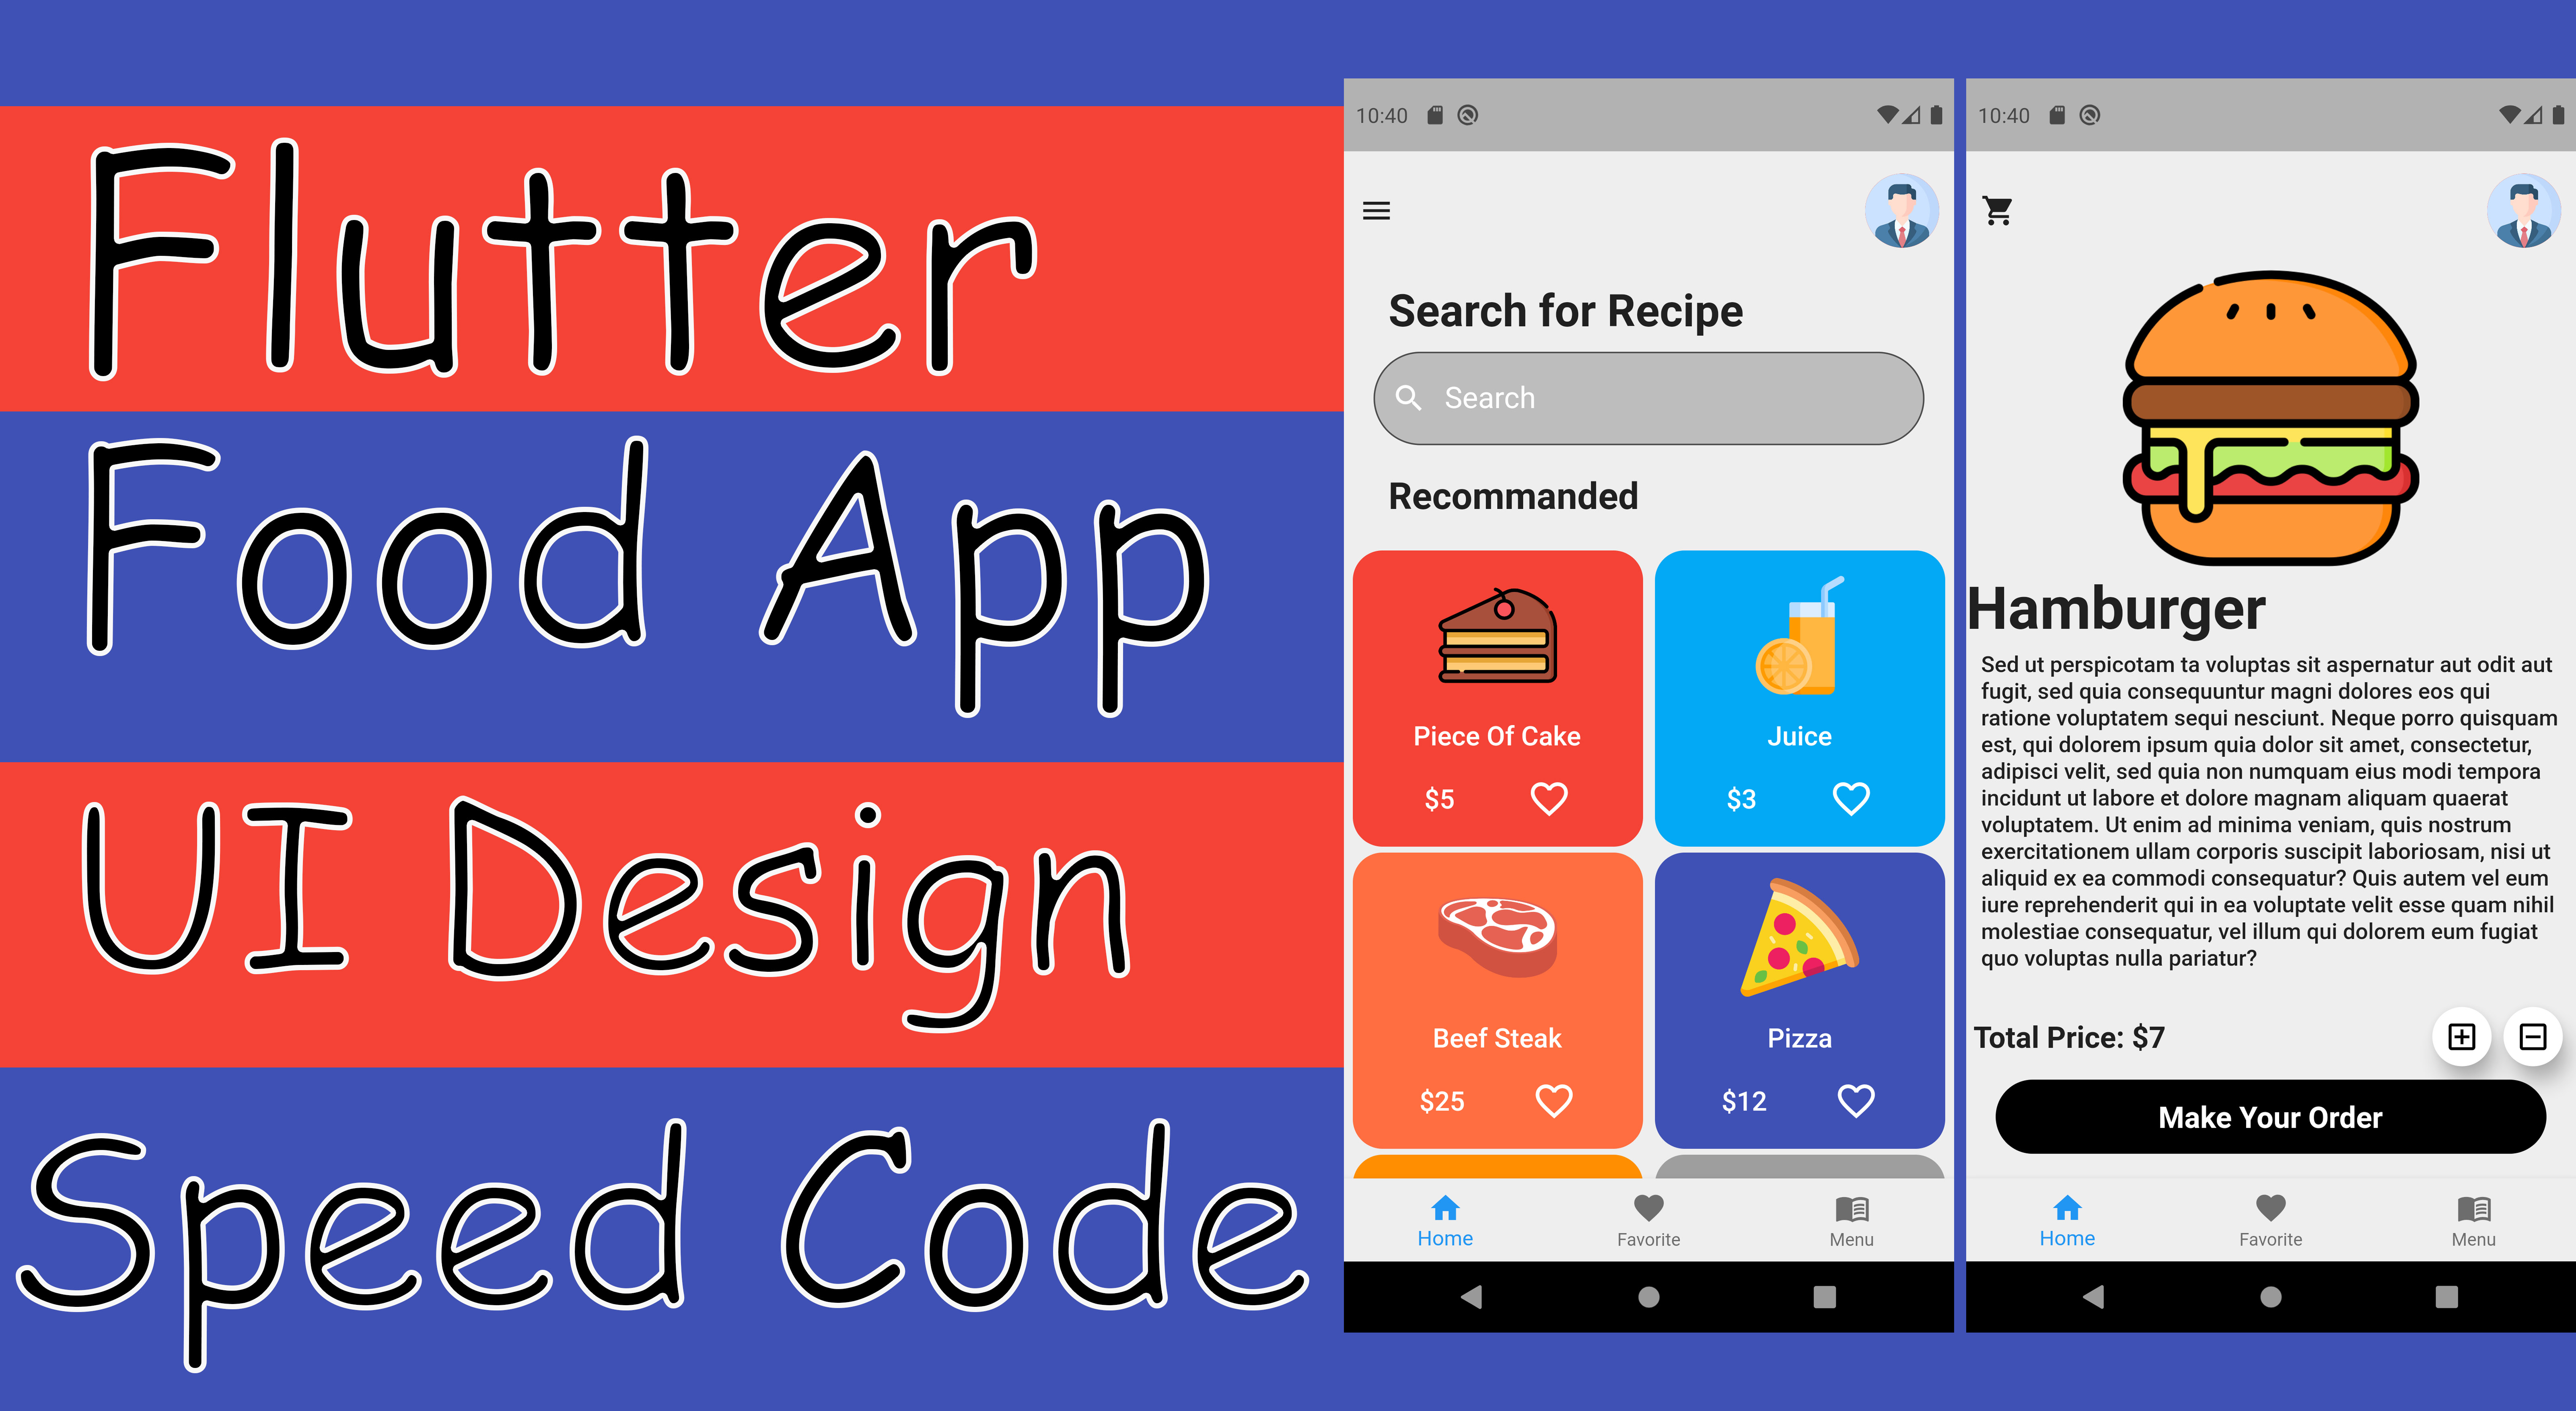 Flutter
Food App
UI Design
Speed Code
10:40
Search for Recipe
Search
Recommanded
Piece Of Cake
$5
Juice
$3
Beef Steak
$25
Pizza
$12
Home
Favorite
Menu
10:40
Hamburger
Sed ut perspicotam ta voluptas sit aspernatur aut odit aut
fugit, sed quia consequuntur magni dolores eos qui
ratione voluptatem sequi nesciunt. Neque porro quisquam
est, qui dolorem ipsum quia dolor sit amet, consectetur,
adipisci velit, sed quia non numquam eius modi tempora
incidunt ut labore et dolore magnam aliquam quaerat
voluptatem. Ut enim ad minima veniam, quis nostrum
exercitationem ullam corporis suscipit laboriosam, nisi ut
aliquid ex ea commodi consequatur? Quis autem vel eum
iure reprehenderit qui in ea voluptate velit esse quam nihil
molestiae consequatur, vel illum qui dolorem eum fugiat
quo voluptas nulla pariatur?
Total Price: $7
Make Your Order
Home
Favorite
Menu